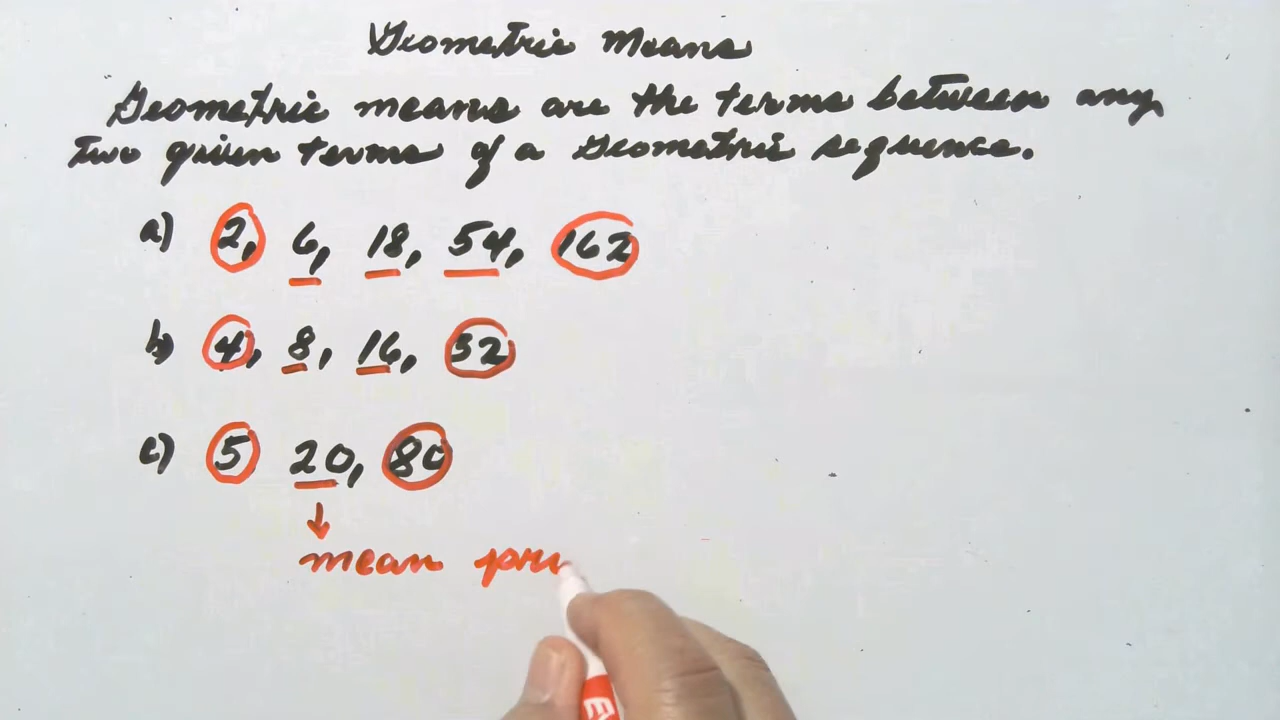 Geometric Means
Geometric means are the terms between any
two given terms of a Geometric sequence.
a) 2, 6, 18, 54, 162
b) 4, 8, 16, 32
c) 5 20, 80
mean pro